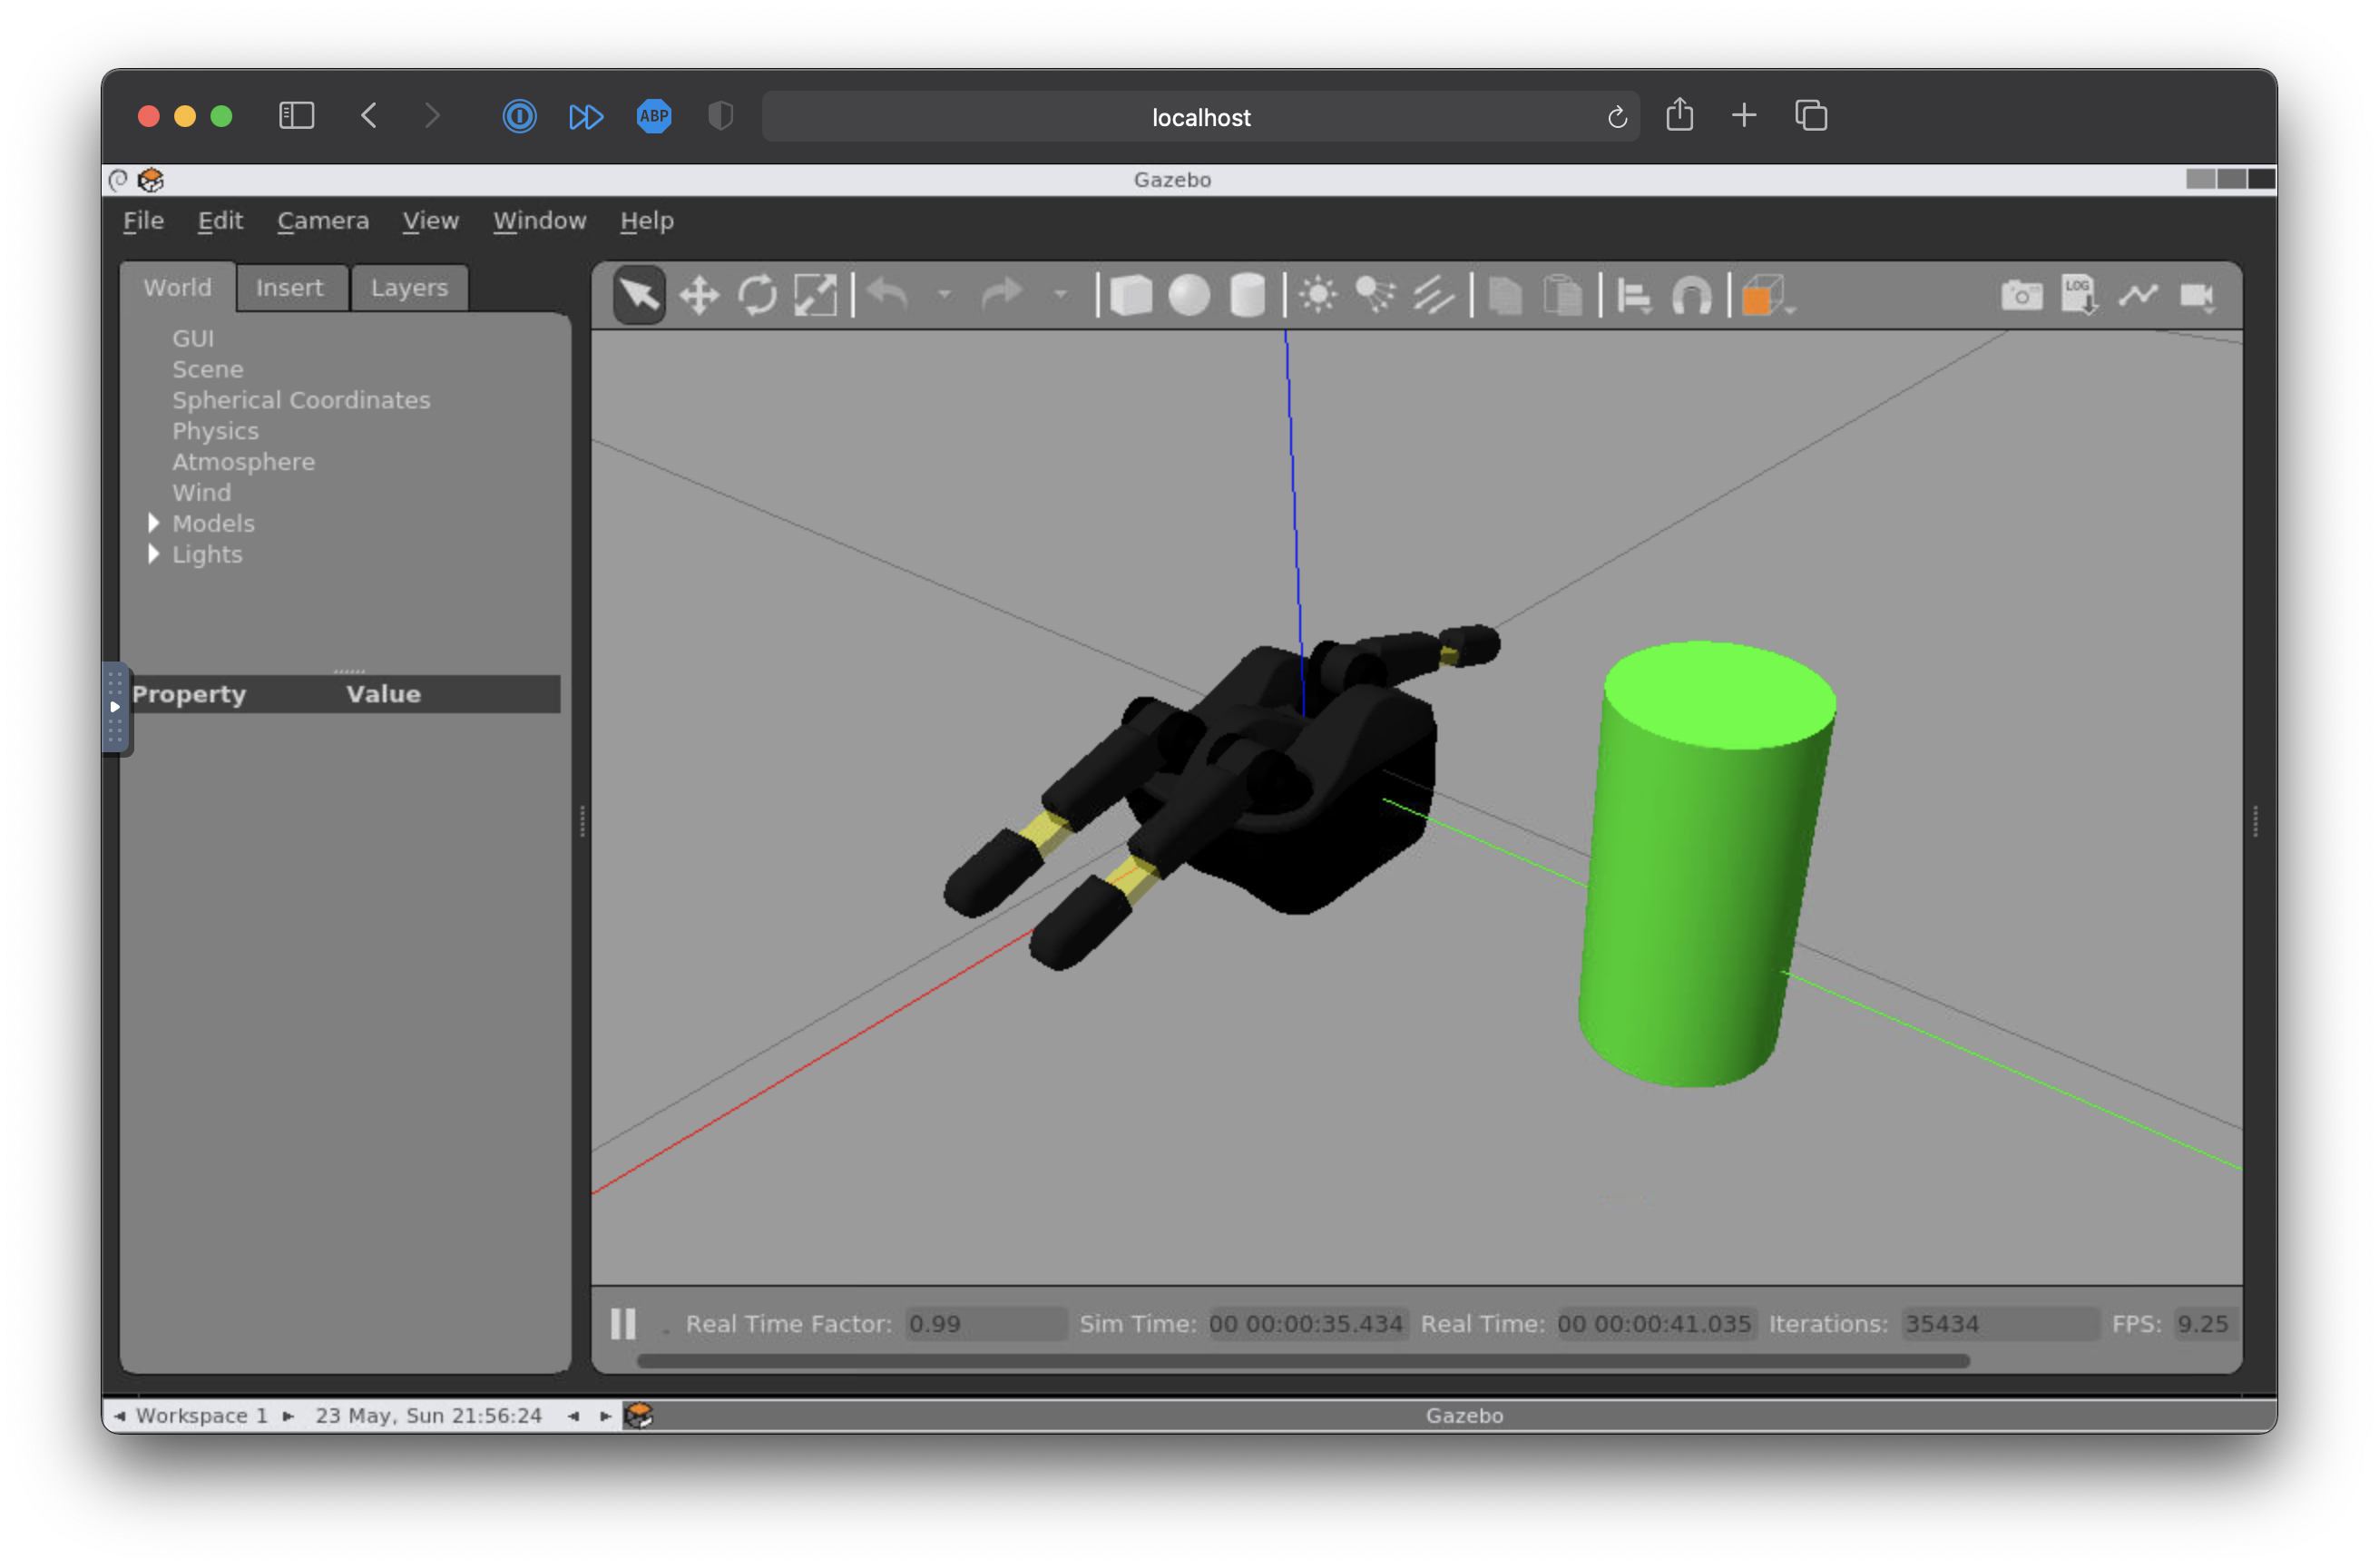 ABP
localhost
Gazebo
File Edit Camera View Window Help
World Insert Layers
LOG
GUI
Scene
Spherical Coordinates
Physics
Atmosphere
Wind
Models
Lights
Property Value
Real Time Factor: 0.99 Sim Time: 00 00:00:35.434 Real Time: 00 00:00:41.035 Iterations: 35434 FPS: 9.25
Workspace 1 23 May, Sun 21:56:24 Gazebo